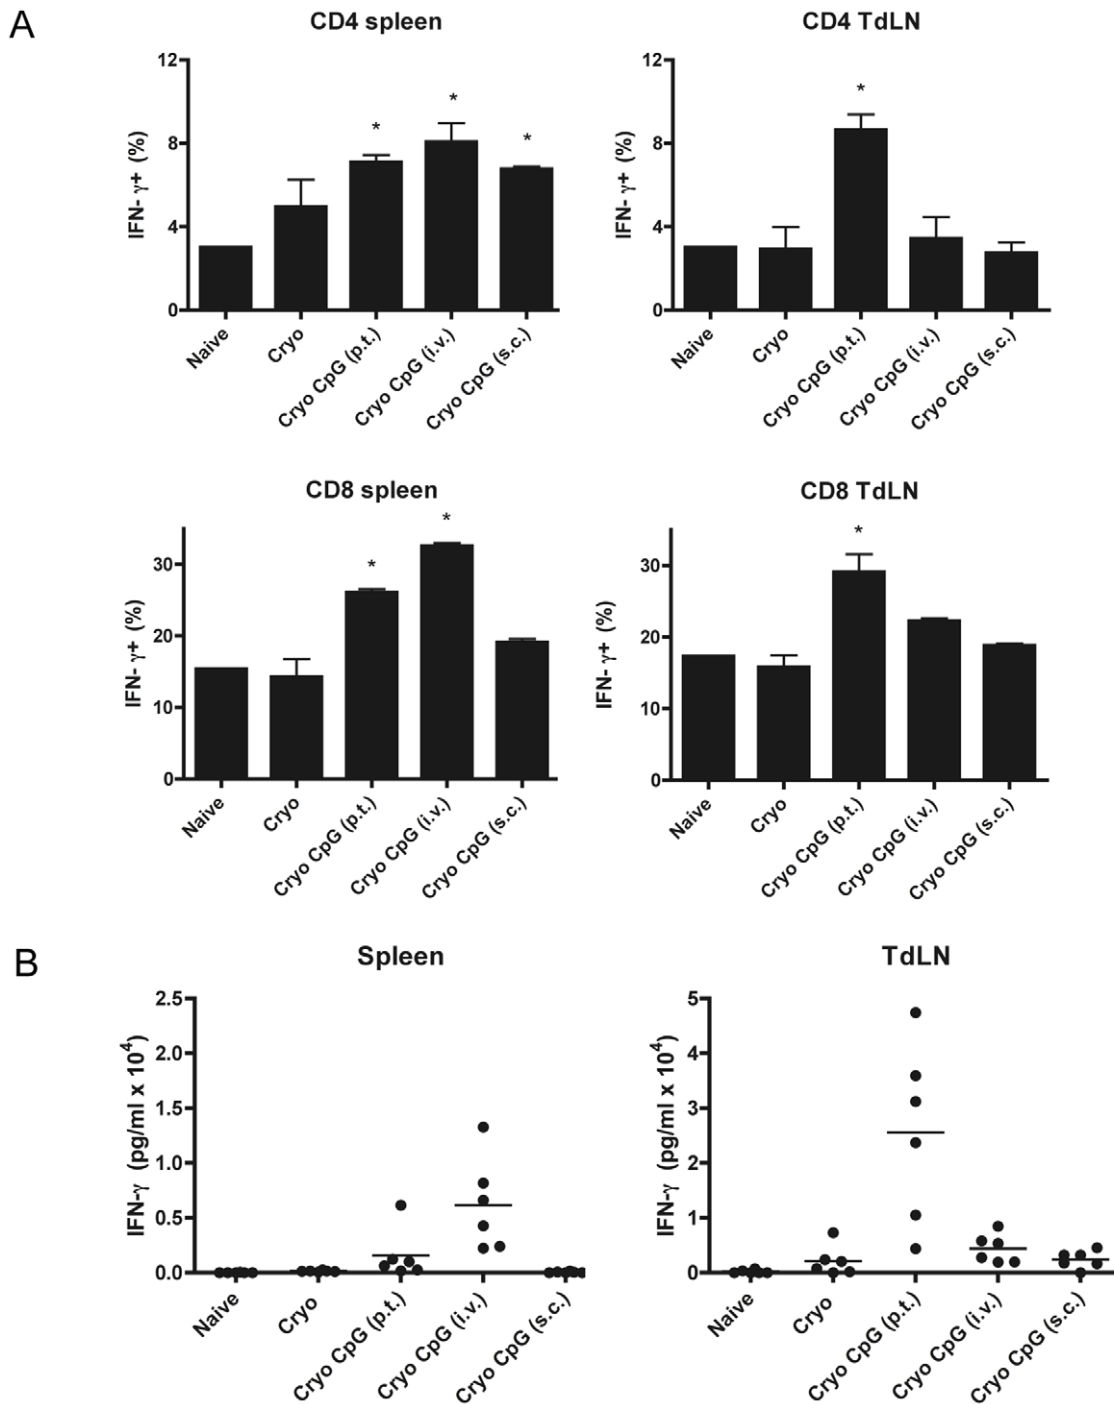 A
CD4 spleen
IFN- γ+ (%)
12
8
4
0
*
*
*
Naive
Cryo
Cryo CpG (p.t.)
Cryo CpG (i.v.)
Cryo CpG (s.c.)
CD4 TdLN
IFN- γ+ (%)
12
8
4
0
*
Naive
Cryo
Cryo CpG (p.t.)
Cryo CpG (i.v.)
Cryo CpG (s.c.)
CD8 spleen
IFN- γ+ (%)
30
20
10
0
*
*
Naive
Cryo
Cryo CpG (p.t.)
Cryo CpG (i.v.)
Cryo CpG (s.c.)
CD8 TdLN
IFN- γ+ (%)
30
20
10
0
*
Naive
Cryo
Cryo CpG (p.t.)
Cryo CpG (i.v.)
Cryo CpG (s.c.)
B
Spleen
IFN-γ (pg/ml x 10⁴)
2.5
2.0
1.5
1.0
0.5
0.0
Naive
Cryo
Cryo CpG (p.t.)
Cryo CpG (i.v.)
Cryo CpG (s.c.)
TdLN
IFN-γ (pg/ml x 10⁴)
5
4
3
2
1
0
Naive
Cryo
Cryo CpG (p.t.)
Cryo CpG (i.v.)
Cryo CpG (s.c.)